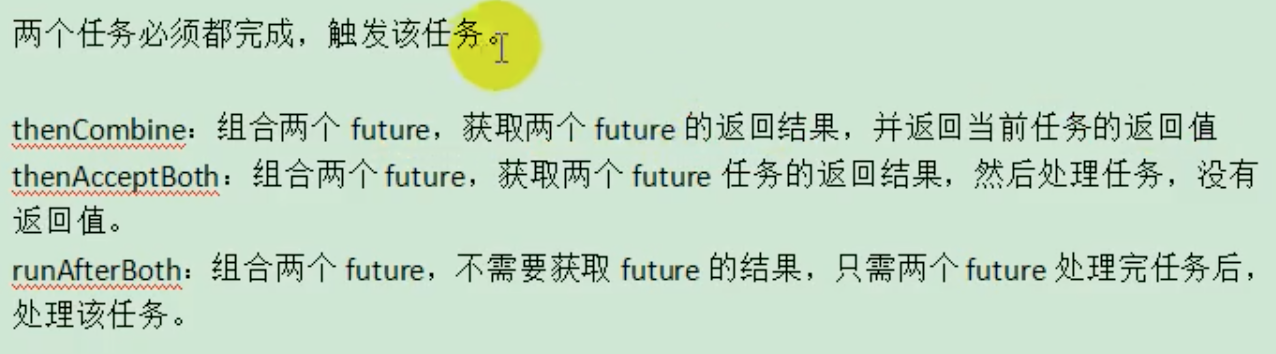 两个任务必须都完成，触发该任务。
thenCombine：组合两个 future，获取两个 future 的返回结果，并返回当前任务的返回值
thenAcceptBoth：组合两个 future，获取两个 future 任务的返回结果，然后处理任务，没有
返回值。
runAfterBoth：组合两个 future，不需要获取 future 的结果，只需两个 future 处理完任务后，
处理该任务。